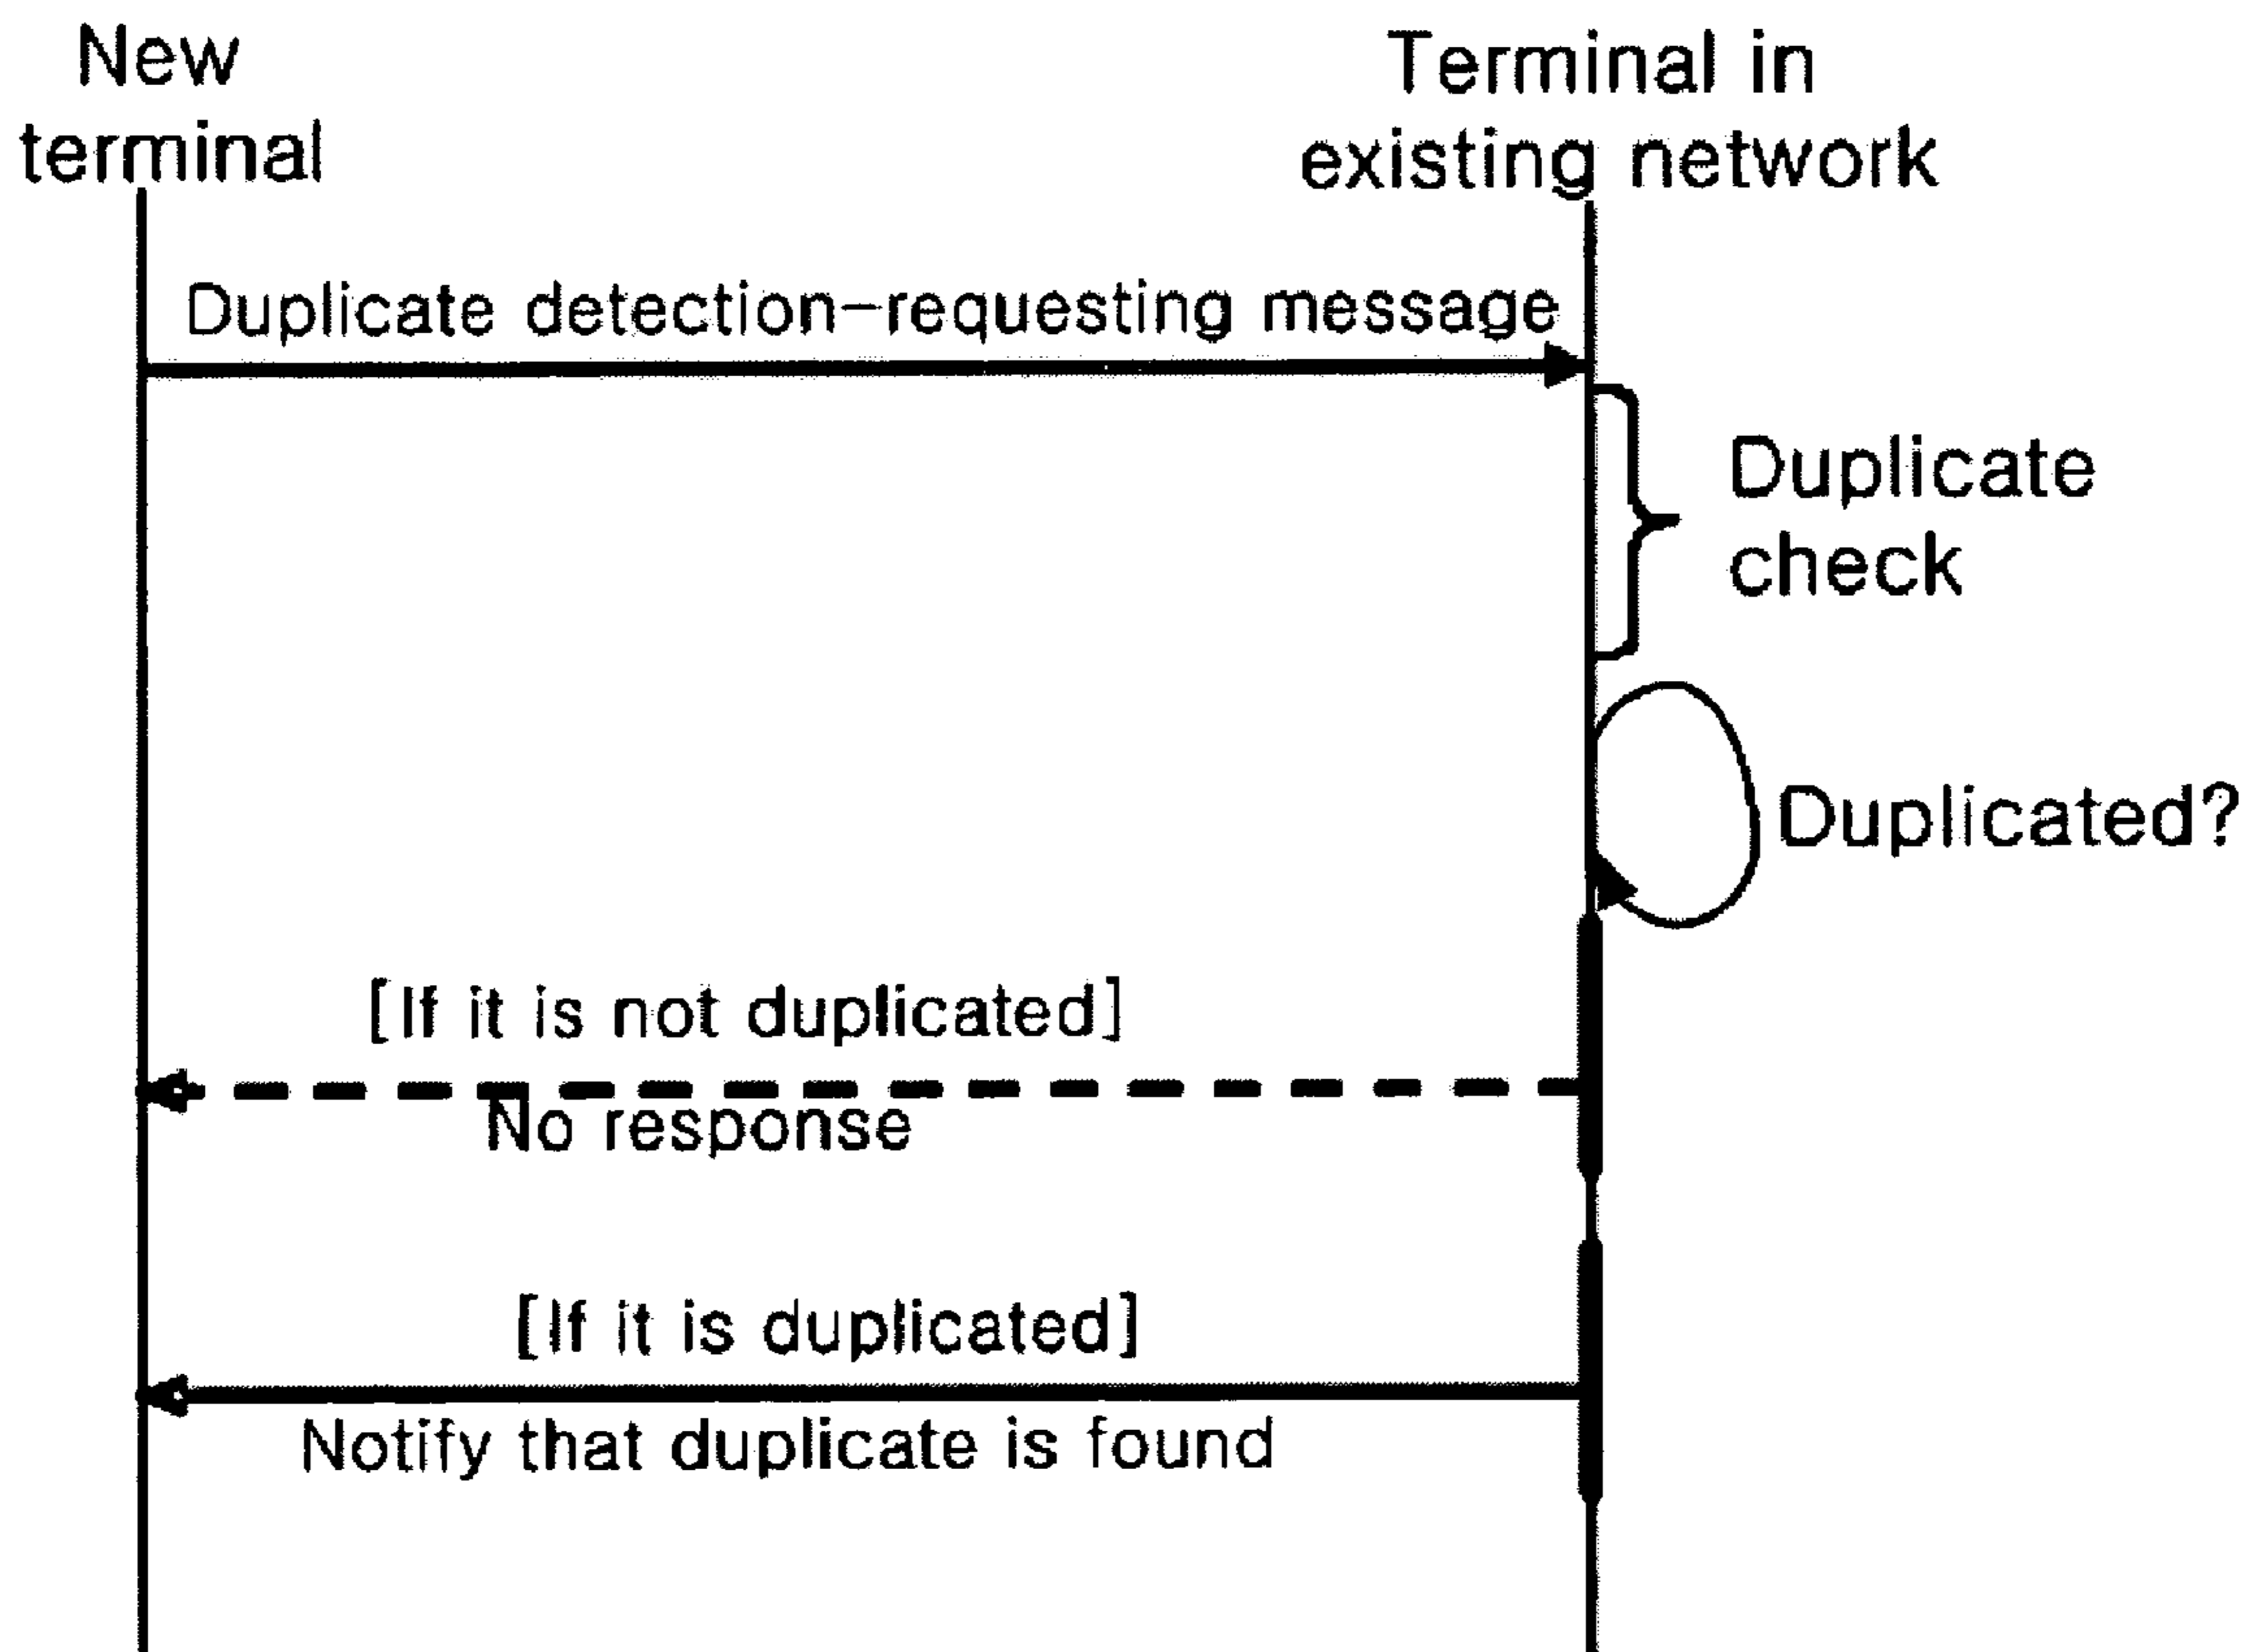 New
terminal
Terminal in
existing network
Duplicate detection-requesting message
Duplicate
check
Duplicated?
[If it is not duplicated]
No response
[If it is duplicated]
Notify that duplicate is found